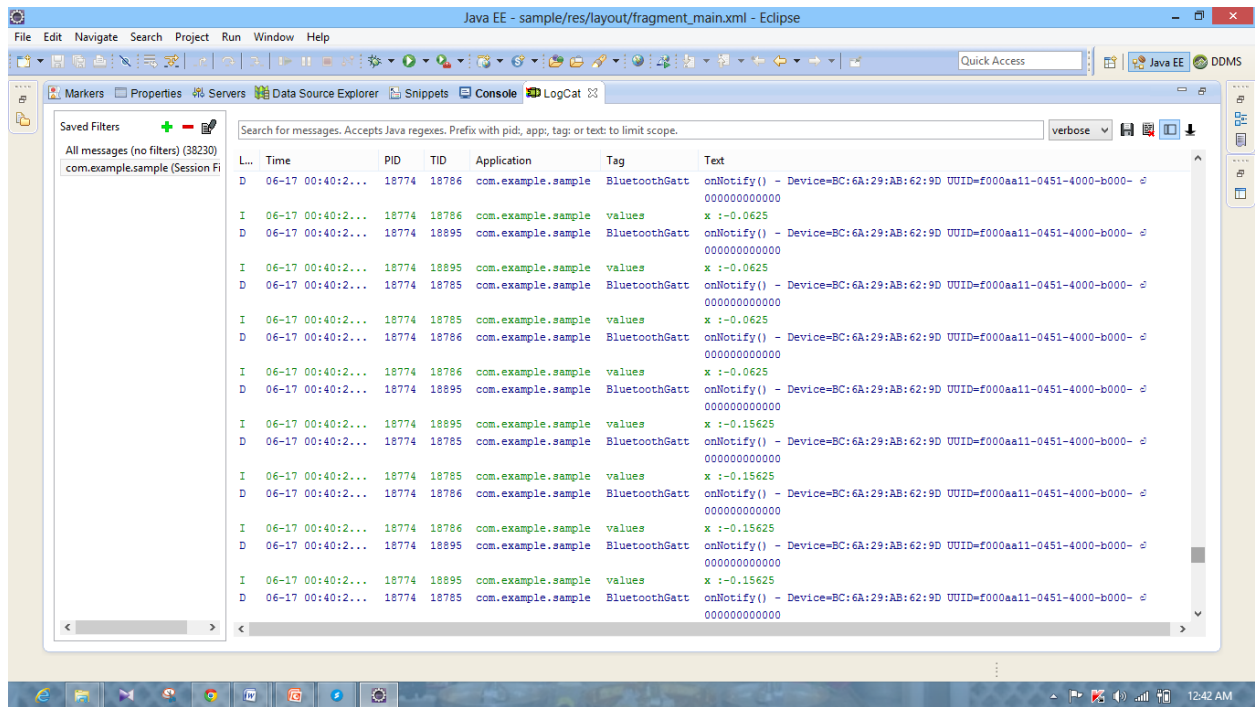 Java EE - sample/res/layout/fragment_main.xml - Eclipse
File Edit Navigate Search Project Run Window Help
Quick Access Java EE DDMS
Markers Properties Servers Data Source Explorer Snippets Console LogCat
Saved Filters
All messages (no filters) (38230)
com.example.sample (Session Fi
Search for messages. Accepts Java regexes. Prefix with pid:, app:, tag: or text: to limit scope.
verbose
L... Time PID TID Application Tag Text
D 06-17 00:40:2... 18774 18786 com.example.sample BluetoothGatt onNotify() - Device=BC:6A:29:AB:62:9D UUID=f000aa11-0451-4000-b000-
000000000000
I 06-17 00:40:2... 18774 18786 com.example.sample values x :-0.0625
D 06-17 00:40:2... 18774 18895 com.example.sample BluetoothGatt onNotify() - Device=BC:6A:29:AB:62:9D UUID=f000aa11-0451-4000-b000-
000000000000
I 06-17 00:40:2... 18774 18895 com.example.sample values x :-0.0625
D 06-17 00:40:2... 18774 18785 com.example.sample BluetoothGatt onNotify() - Device=BC:6A:29:AB:62:9D UUID=f000aa11-0451-4000-b000-
000000000000
I 06-17 00:40:2... 18774 18785 com.example.sample values x :-0.0625
D 06-17 00:40:2... 18774 18786 com.example.sample BluetoothGatt onNotify() - Device=BC:6A:29:AB:62:9D UUID=f000aa11-0451-4000-b000-
000000000000
I 06-17 00:40:2... 18774 18786 com.example.sample values x :-0.0625
D 06-17 00:40:2... 18774 18895 com.example.sample BluetoothGatt onNotify() - Device=BC:6A:29:AB:62:9D UUID=f000aa11-0451-4000-b000-
000000000000
I 06-17 00:40:2... 18774 18895 com.example.sample values x :-0.15625
D 06-17 00:40:2... 18774 18785 com.example.sample BluetoothGatt onNotify() - Device=BC:6A:29:AB:62:9D UUID=f000aa11-0451-4000-b000-
000000000000
I 06-17 00:40:2... 18774 18785 com.example.sample values x :-0.15625
D 06-17 00:40:2... 18774 18786 com.example.sample BluetoothGatt onNotify() - Device=BC:6A:29:AB:62:9D UUID=f000aa11-0451-4000-b000-
000000000000
I 06-17 00:40:2... 18774 18786 com.example.sample values x :-0.15625
D 06-17 00:40:2... 18774 18895 com.example.sample BluetoothGatt onNotify() - Device=BC:6A:29:AB:62:9D UUID=f000aa11-0451-4000-b000-
000000000000
I 06-17 00:40:2... 18774 18895 com.example.sample values x :-0.15625
D 06-17 00:40:2... 18774 18785 com.example.sample BluetoothGatt onNotify() - Device=BC:6A:29:AB:62:9D UUID=f000aa11-0451-4000-b000-
000000000000
12:42 AM